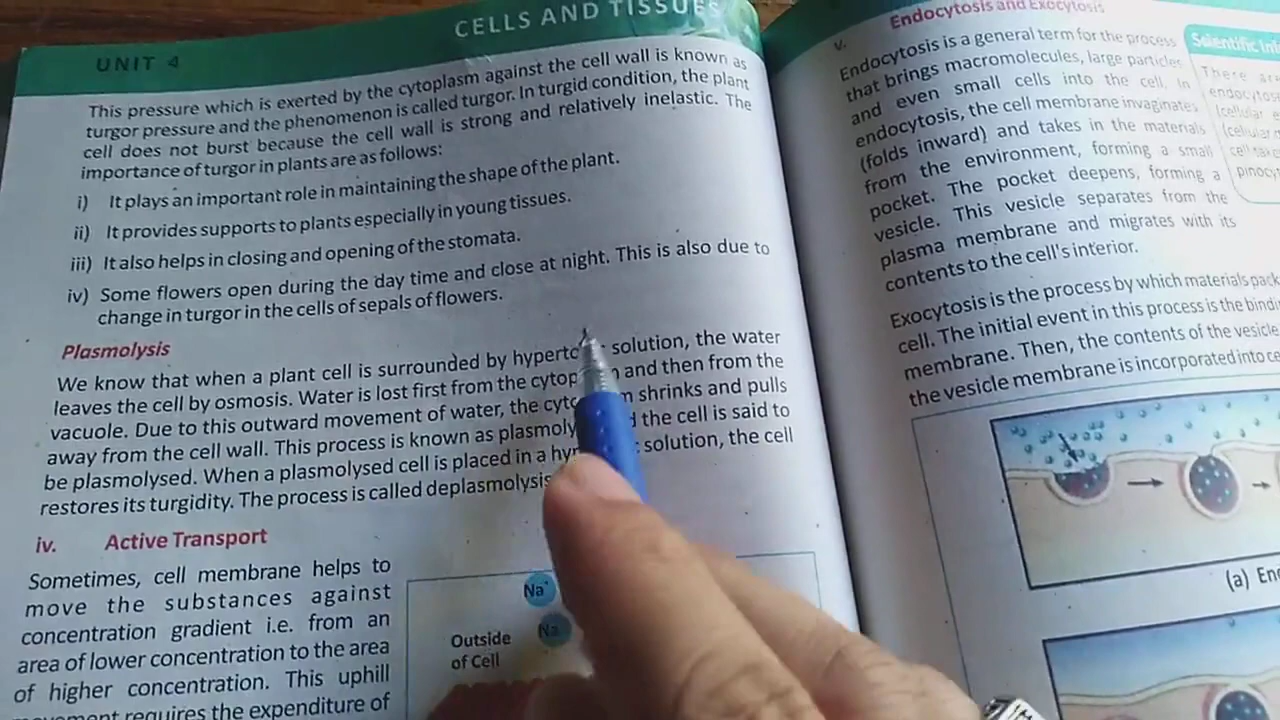 CELLS AND TISSUES
UNIT 4
This pressure which is exerted by the cytoplasm against the cell wall is known as
turgor pressure and the phenomenon is called turgor. In turgid condition, the plant
cell does not burst because the cell wall is strong and relatively inelastic. The
importance of turgor in plants are as follows:
i) It plays an important role in maintaining the shape of the plant.
ii) It provides supports to plants especially in young tissues.
iii) It also helps in closing and opening of the stomata.
iv) Some flowers open during the day time and close at night. This is also due to
change in turgor in the cells of sepals of flowers.
Plasmolysis
We know that when a plant cell is surrounded by hyperto solution, the water
leaves the cell by osmosis. Water is lost first from the cytop and then from the
vacuole. Due to this outward movement of water, the cyto shrinks and pulls
away from the cell wall. This process is known as plasmoly the cell is said to
be plasmolysed. When a plasmolysed cell is placed in a hy solution, the cell
restores its turgidity. The process is called deplasmolysis
iv. Active Transport
Sometimes, cell membrane helps to
move the substances against
concentration gradient i.e. from an
area of lower concentration to the area
of higher concentration. This uphill
requires the expenditure of
Na+
Na
Outside
of Cell
v. Endocytosis and Exocytosis
Endocytosis is a general term for the process
that brings macromolecules, large particles
and even small cells into the cell. In
endocytosis, the cell membrane invaginates
(folds inward) and takes in the materials
from the environment, forming a small
pocket. The pocket deepens, forming a
vesicle. This vesicle separates from the
plasma membrane and migrates with its
contents to the cell's interior.
Scientific
There are
endocytos
(cellular
(cellular
cell take
pinocy
Exocytosis is the process by which materials pack
cell. The initial event in this process is the bindi
membrane. Then, the contents of the vesicle
the vesicle membrane is incorporated into ce
(a) En